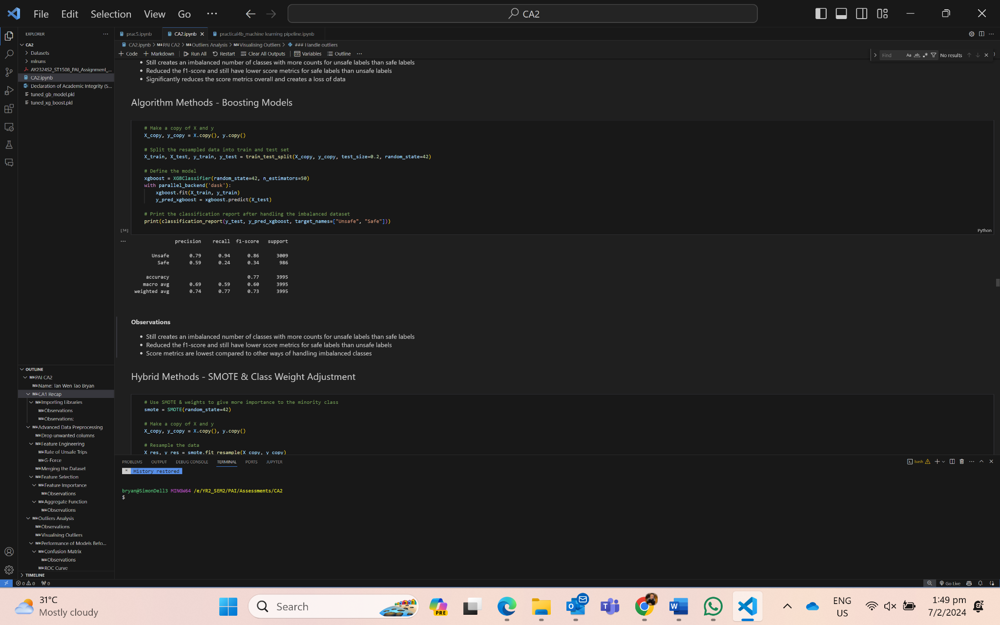 File Edit Selection View Go ··· CA2
EXPLORER ···
CA2
Datasets
mlruns
AY2324S2_ST1508_PAI_Assignment_...
CA2.ipynb
Declaration of Academic Integrity (S...
tuned_gb_model.pkl
tuned_xg_boost.pkl
OUTLINE
PAI CA2
Name: Tan Wen Tao Bryan
CA1 Recap
Importing Libraries
Observations
Observations:
Advanced Data Preprocessing
Drop unwanted columns
Feature Engineering
Rate of Unsafe Trips
G-Force
Merging the Dataset
Feature Selection
Feature Importance
Observations
Aggregate Function
Observations
Outliers Analysis
Observations
Visualising Outliers
Performance of Models Befo...
Confusion Matrix
Observations
ROC Curve
TIMELINE
prac5.ipynb CA2.ipynb practical4b_machine learning pipeline.ipynb
CA2.ipynb > M↓PAI CA2 > M↓Outliers Analysis > M↓Visualising Outliers > ### Handle outliers
+ Code + Markdown Run All Restart Clear All Outputs Variables Outline ···
Find Aa ab No results
• Still creates an imbalanced number of classes with more counts for unsafe labels than safe labels
• Reduced the f1-score and still have lower score metrics for safe labels than unsafe labels
• Significantly reduces the score metrics overall and creates a loss of data
Algorithm Methods - Boosting Models
# Make a copy of X and y
X_copy, y_copy = X.copy(), y.copy()
# Split the resampled data into train and test set
X_train, X_test, y_train, y_test = train_test_split(X_copy, y_copy, test_size=0.2, random_state=42)
# Define the model
xgboost = XGBClassifier(random_state=42, n_estimators=50)
with parallel_backend('dask'):
xgboost.fit(X_train, y_train)
y_pred_xgboost = xgboost.predict(X_test)
# Print the classification report after handling the imbalanced dataset
print(classification_report(y_test, y_pred_xgboost, target_names=["Unsafe", "Safe"]))
[34] Python
··· precision recall f1-score support
Unsafe 0.79 0.94 0.86 3009
Safe 0.59 0.24 0.34 986
accuracy 0.77 3995
macro avg 0.69 0.59 0.60 3995
weighted avg 0.74 0.77 0.73 3995
Observations
• Still creates an imbalanced number of classes with more counts for unsafe labels than safe labels
• Reduced the f1-score and still have lower score metrics for safe labels than unsafe labels
• Score metrics are lowest compared to other ways of handling imbalanced classes
Hybrid Methods - SMOTE & Class Weight Adjustment
# Use SMOTE & weights to give more importance to the minority class
smote = SMOTE(random_state=42)
# Make a copy of X and y
X_copy, y_copy = X.copy(), y.copy()
# Resample the data
X_res, y_res = smote.fit_resample(X_copy, y_copy)
PROBLEMS OUTPUT DEBUG CONSOLE TERMINAL PORTS JUPYTER
bash
* History restored
bryan@SimonDell3 MINGW64 /e/YR2_SEM2/PAI/Assessments/CA2
$
0 0 0 Go Live
31°C
Mostly cloudy
Search
PRE
ENG
US
1:49 pm
7/2/2024